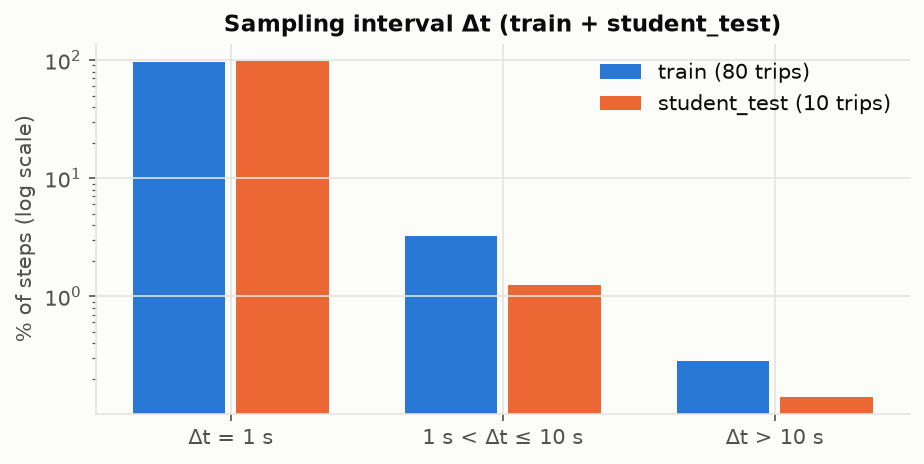 Sampling interval Δt (train + student_test)
train (80 trips)
student_test (10 trips)
% of steps (log scale)
10²
10¹
10⁰
Δt = 1 s
1 s < Δt ≤ 10 s
Δt > 10 s